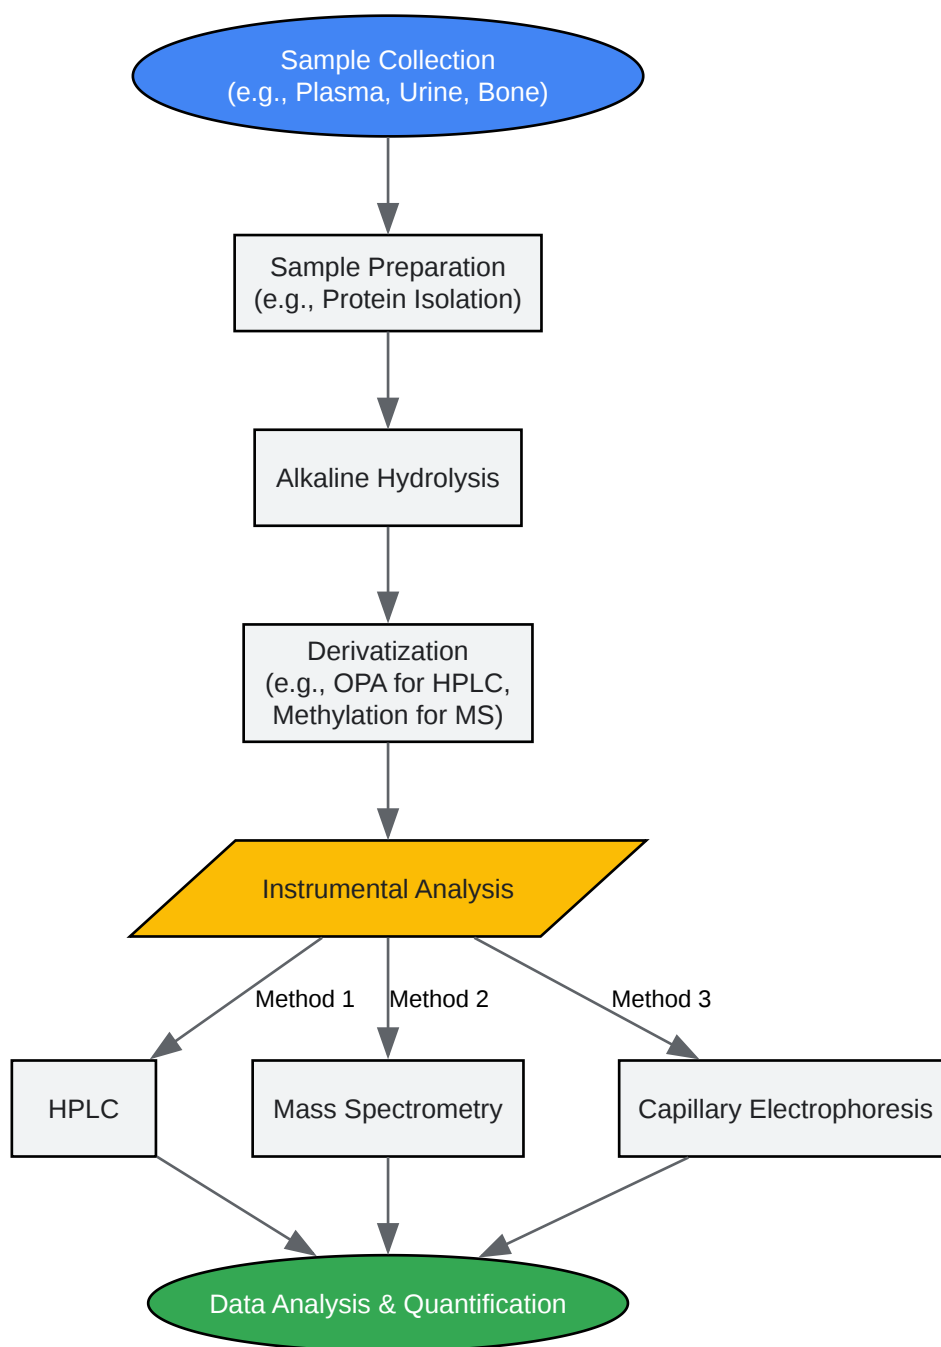 Sample Collection
(e.g., Plasma, Urine, Bone)
Sample Preparation
(e.g., Protein Isolation)
Alkaline Hydrolysis
Derivatization
(e.g., OPA for HPLC,
Methylation for MS)
Instrumental Analysis
Method 1
Method 2
Method 3
HPLC
Mass Spectrometry
Capillary Electrophoresis
Data Analysis & Quantification